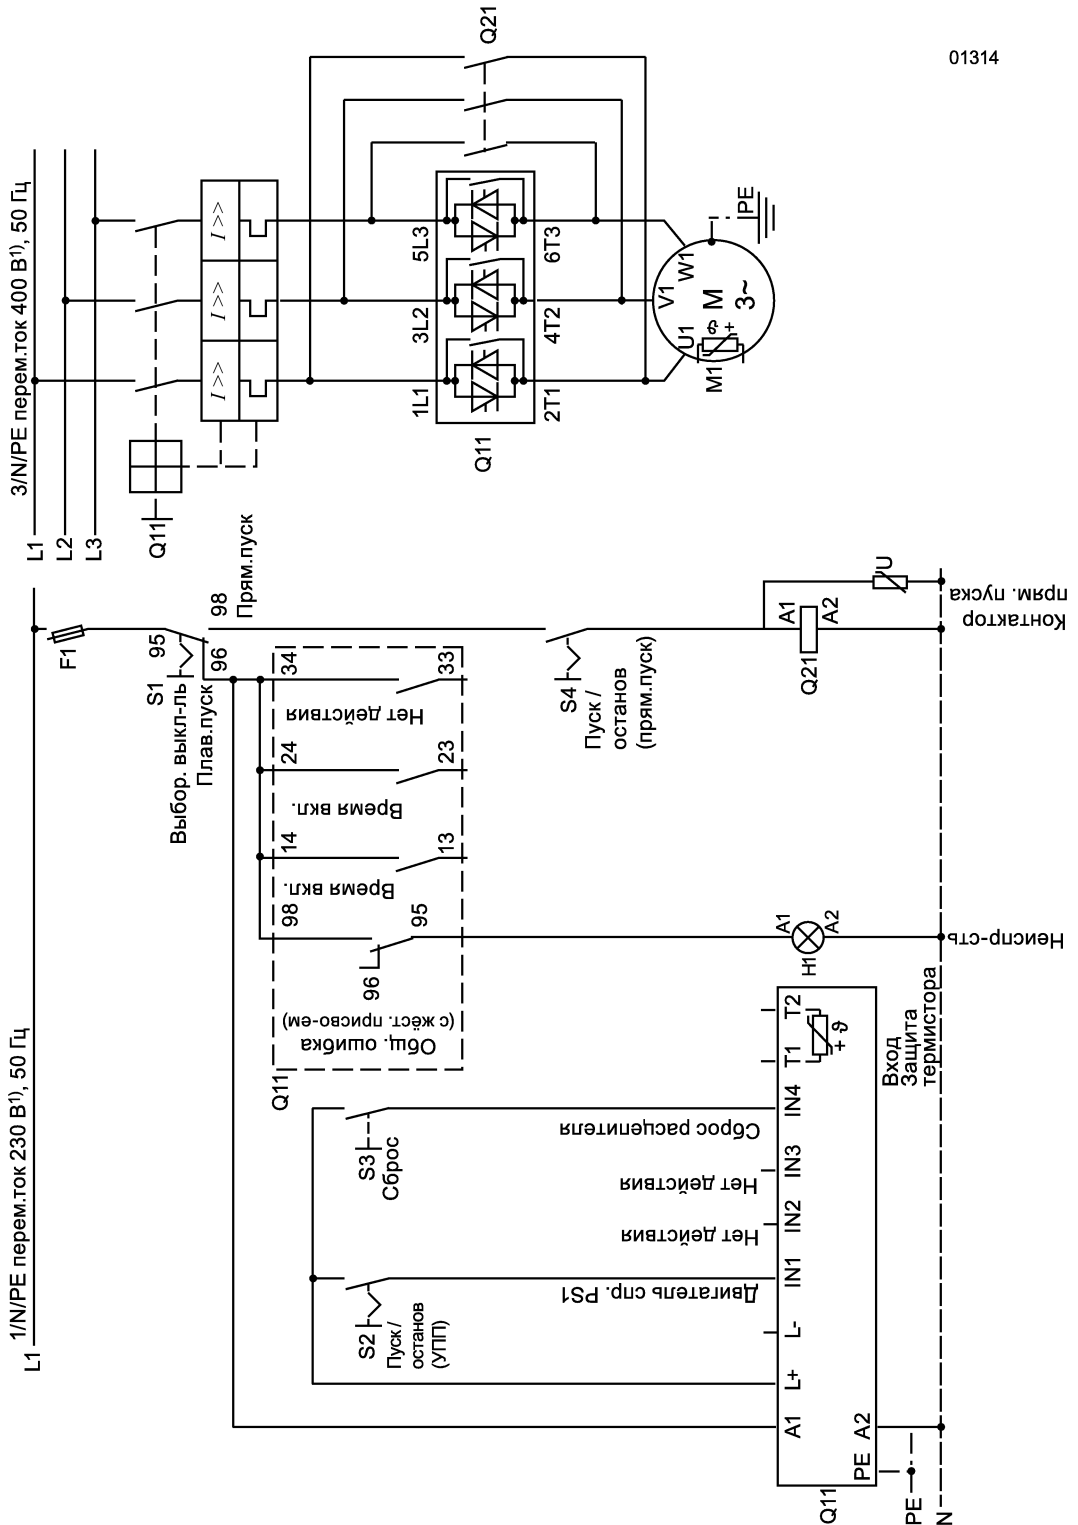 01314
1/N/PE перем.ток 230 В1), 50 Гц
L1
F1
95
96
98
S1
Выбор. выкл-ль
Плав.пуск
Прям.пуск
Q11
Общ. ошибка
(с жёст. присво-ем)
96
98
95
Время вкл.
14
13
Время вкл.
24
23
Нет действия
34
33
S2
Пуск /
останов
(УПП)
S3
Сброс
S4
Пуск /
останов
(прям.пуск)
Двигатель спр. PS1
Нет действия
Нет действия
Сброс расцепителя
Q11
A1
L+
L-
IN1
IN2
IN3
IN4
T1
T2
+ ϑ
PE
A2
Вход
Защита
термистора
H1
A1
A2
Неиспр-сть
Q21
A1
A2
U
Контактор
прям. пуска
PE
N
3/N/PE перем.ток 400 В1), 50 Гц
L1
L2
L3
Q11
I >>
I >>
I >>
Q21
1L1
3L2
5L3
Q11
2T1
4T2
6T3
U1
V1
W1
M
3~
ϑ +
M1
PE